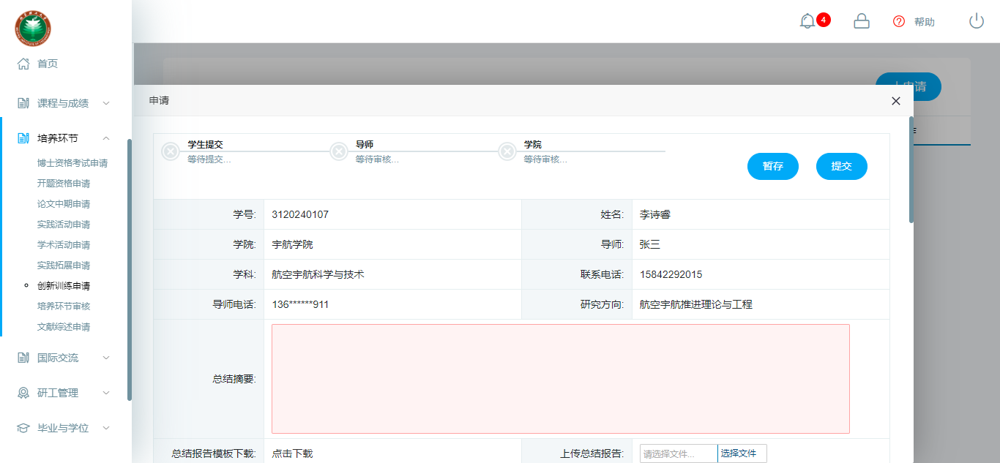 4
帮助
首页
课程与成绩
培养环节
博士资格考试申请
开题资格申请
论文中期申请
实践活动申请
学术活动申请
实践拓展申请
创新训练申请
培养环节审核
文献综述申请
国际交流
研工管理
毕业与学位
申请
申请
学生提交
等待提交...
导师
等待审核...
学院
等待审核...
暂存
提交
学号: 3120240107 姓名: 李诗睿
学院: 宇航学院 导师: 张三
学科: 航空宇航科学与技术 联系电话: 15842292015
导师电话: 136******911 研究方向: 航空宇航推进理论与工程
总结摘要:
总结报告模板下载: 点击下载 上传总结报告: 请选择文件... 选择文件